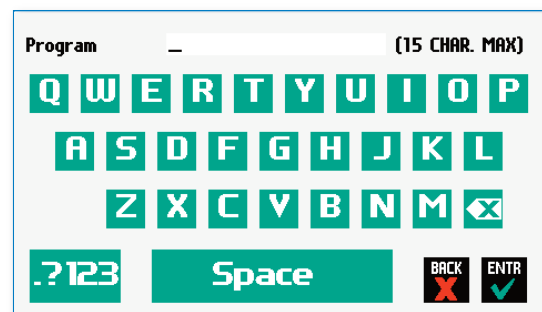 Program _ (15 CHAR. MAX)
Q W E R T Y U I O P
A S D F G H J K L
Z X C V B N M X
.?123 Space BACK X ENTR